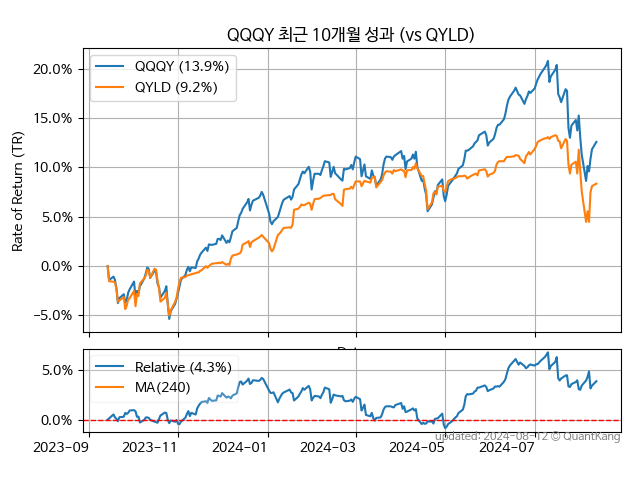 QQQY 최근 10개월 성과 (vs QYLD)
QQQY (13.9%)
QYLD (9.2%)
Rate of Return (TR)
20.0%
15.0%
10.0%
5.0%
0.0%
−5.0%
Relative (4.3%)
MA(240)
5.0%
0.0%
2023-09
2023-11
2024-01
2024-03
2024-05
2024-07
updated: 2024-08-12 © QuantKang